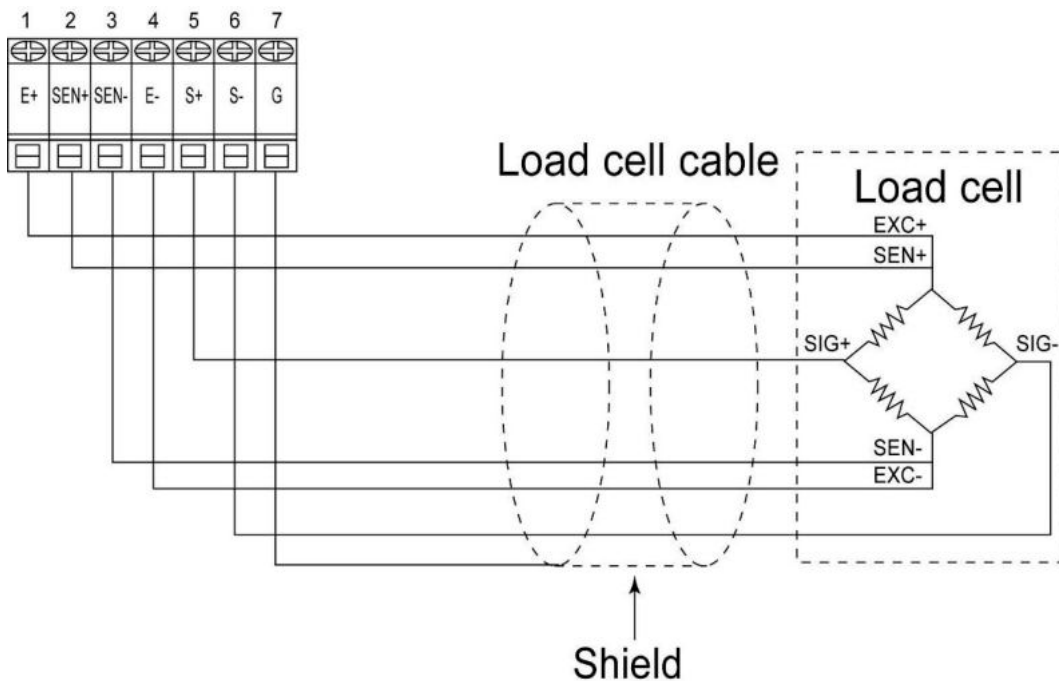 1 2 3 4 5 6 7
E+ SEN+ SEN- E- S+ S- G
Load cell cable
Load cell
EXC+
SEN+
SIG+
SIG-
SEN-
EXC-
Shield